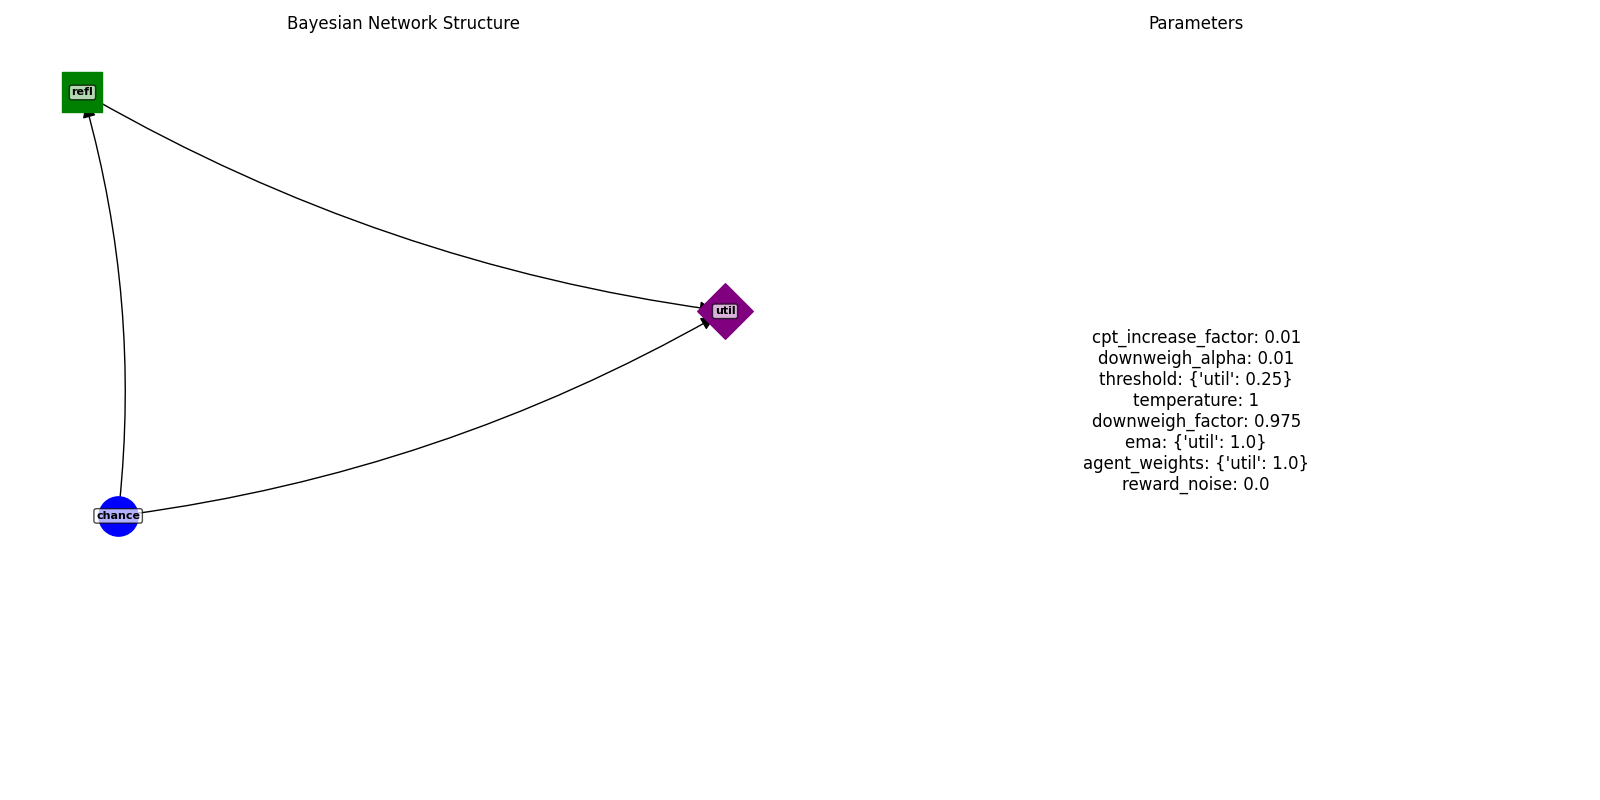 Bayesian Network Structure
refl
util
chance
Parameters
cpt_increase_factor: 0.01
downweigh_alpha: 0.01
threshold: {'util': 0.25}
temperature: 1
downweigh_factor: 0.975
ema: {'util': 1.0}
agent_weights: {'util': 1.0}
reward_noise: 0.0